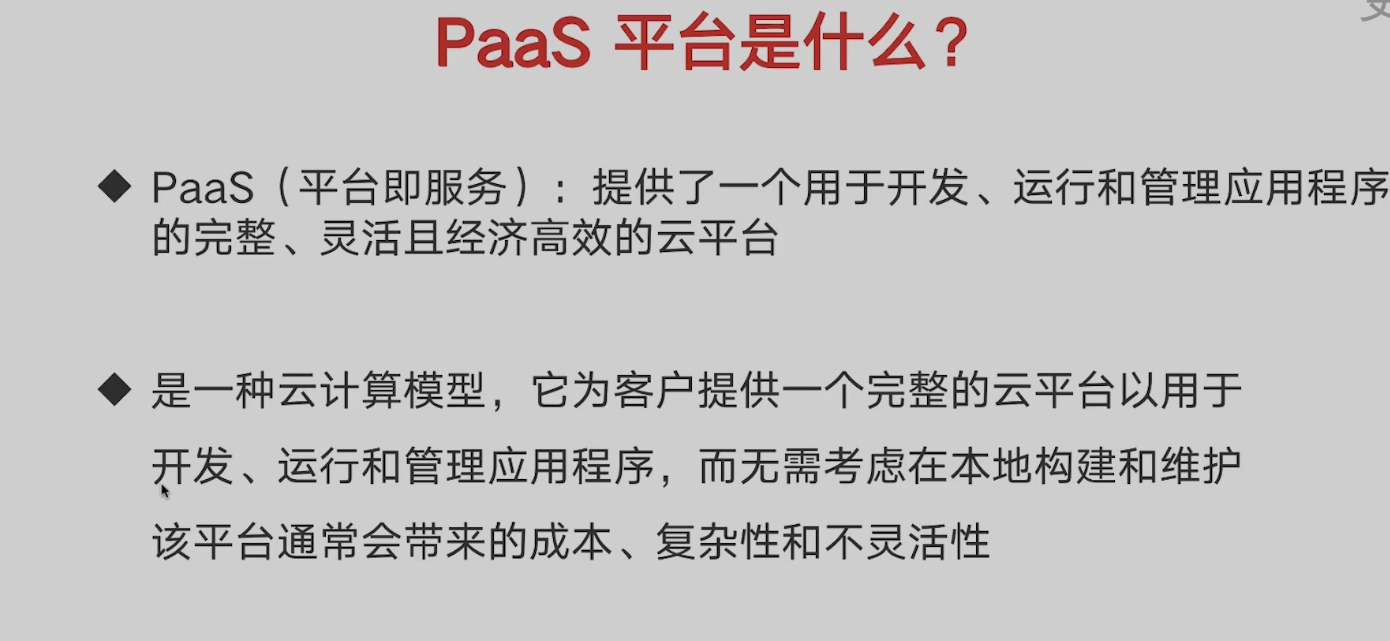 PaaS 平台是什么？
◆ PaaS（平台即服务）：提供了一个用于开发、运行和管理应用程序
的完整、灵活且经济高效的云平台
◆ 是一种云计算模型，它为客户提供一个完整的云平台以用于
开发、运行和管理应用程序，而无需考虑在本地构建和维护
该平台通常会带来的成本、复杂性和不灵活性